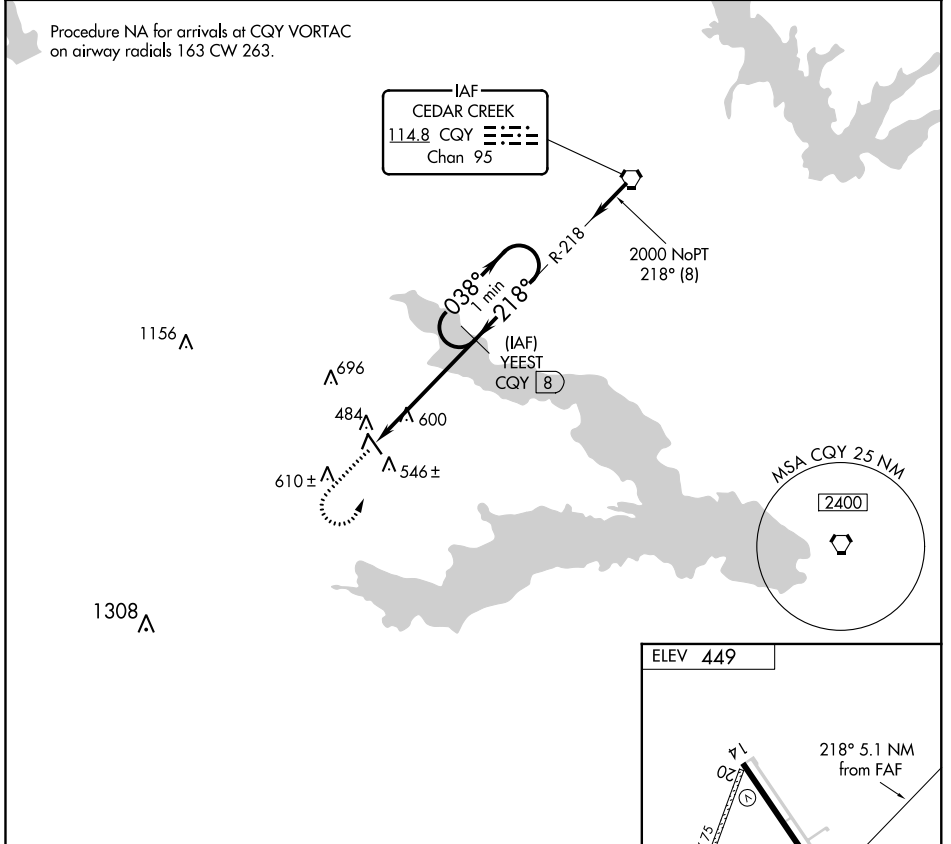 Procedure NA for arrivals at CQY VORTAC
on airway radials 163 CW 263.
IAF
CEDAR CREEK
114.8 CQY
Chan 95
R-218
2000 NoPT
218° (8)
038°
1 min
218°
(IAF)
YEEST
CQY 8
1156
696
484
600
546±
610±
MSA CQY 25 NM
2400
1308
ELEV 449
14
20
V
218° 5.1 NM
from FAF